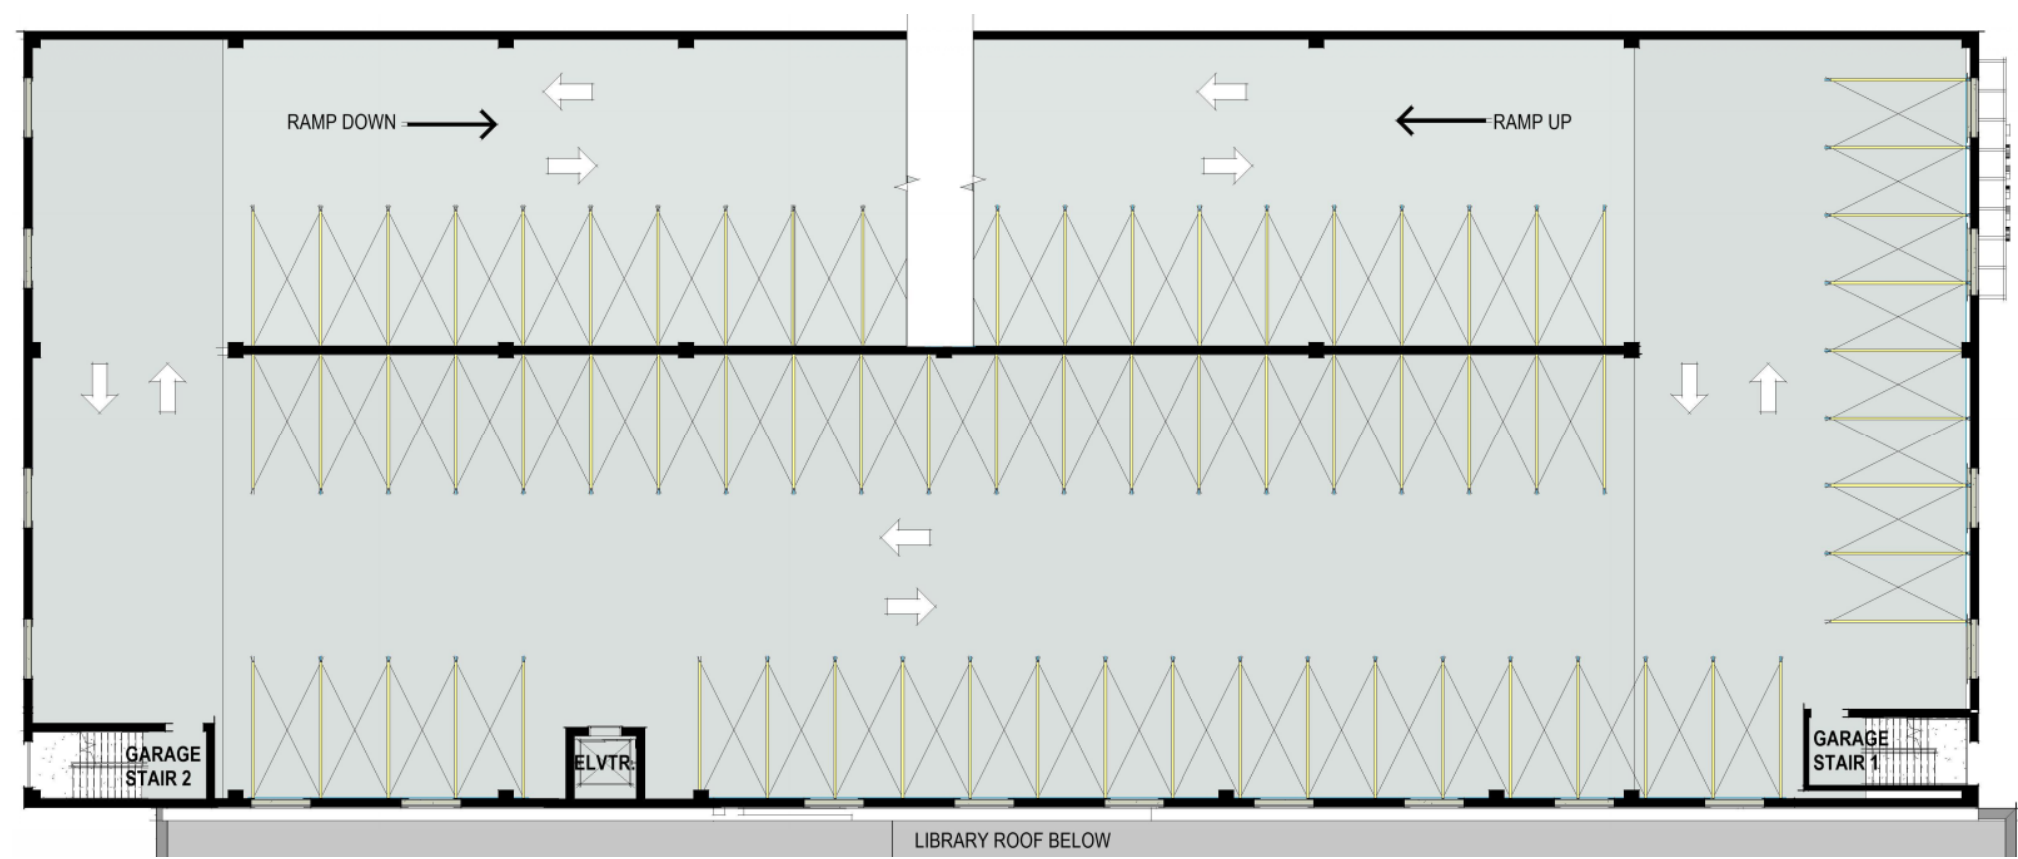 RAMP DOWN
RAMP UP
GARAGE
STAIR 2
ELVTR.
GARAGE
STAIR 1
LIBRARY ROOF BELOW